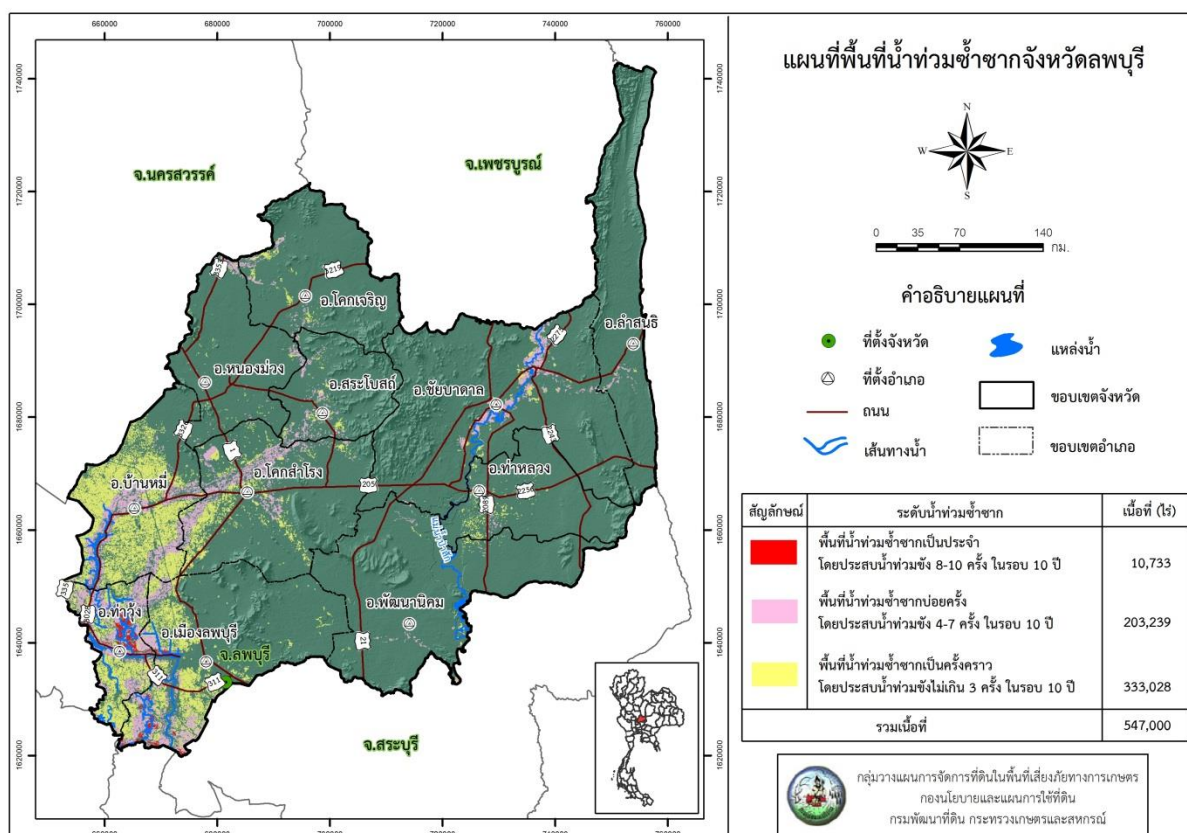 660000 680000 700000 720000 740000 760000
1740000 1740000
1720000 1720000
1700000 1700000
1680000 1680000
1660000 1660000
1640000 1640000
1620000 1620000
660000 680000 700000 720000 740000 760000
จ.นครสวรรค์
จ.เพชรบูรณ์
อ.โคกเจริญ
อ.ลำสนธิ
อ.หนองม่วง
อ.สระโบสถ์
อ.ชัยบาดาล
อ.โคกสำโรง
อ.ท่าหลวง
อ.บ้านหมี่
แม่น้ำป่าสัก
อ.พัฒนานิคม
อ.ท่าวุ้ง
อ.เมืองลพบุรี
จ.ลพบุรี
จ.สระบุรี
1
21
311
311
2256
แผนที่พื้นที่น้ำท่วมซ้ำซากจังหวัดลพบุรี
N
W E
S
0 35 70 140
กม.
คำอธิบายแผนที่
ที่ตั้งจังหวัด
แหล่งน้ำ
ที่ตั้งอำเภอ
ขอบเขตจังหวัด
ถนน
เส้นทางน้ำ
ขอบเขตอำเภอ
สัญลักษณ์ ระดับน้ำท่วมซ้ำซาก เนื้อที่ (ไร่)
พื้นที่น้ำท่วมซ้ำซากเป็นประจำ
โดยประสบน้ำท่วมขัง 8-10 ครั้ง ในรอบ 10 ปี 10,733
พื้นที่น้ำท่วมซ้ำซากบ่อยครั้ง
โดยประสบน้ำท่วมขัง 4-7 ครั้ง ในรอบ 10 ปี 203,239
พื้นที่น้ำท่วมซ้ำซากเป็นครั้งคราว
โดยประสบน้ำท่วมขังไม่เกิน 3 ครั้ง ในรอบ 10 ปี 333,028
รวมเนื้อที่ 547,000
กลุ่มวางแผนการจัดการที่ดินในพื้นที่เสี่ยงภัยทางการเกษตร
กองนโยบายและแผนการใช้ที่ดิน
กรมพัฒนาที่ดิน กระทรวงเกษตรและสหกรณ์